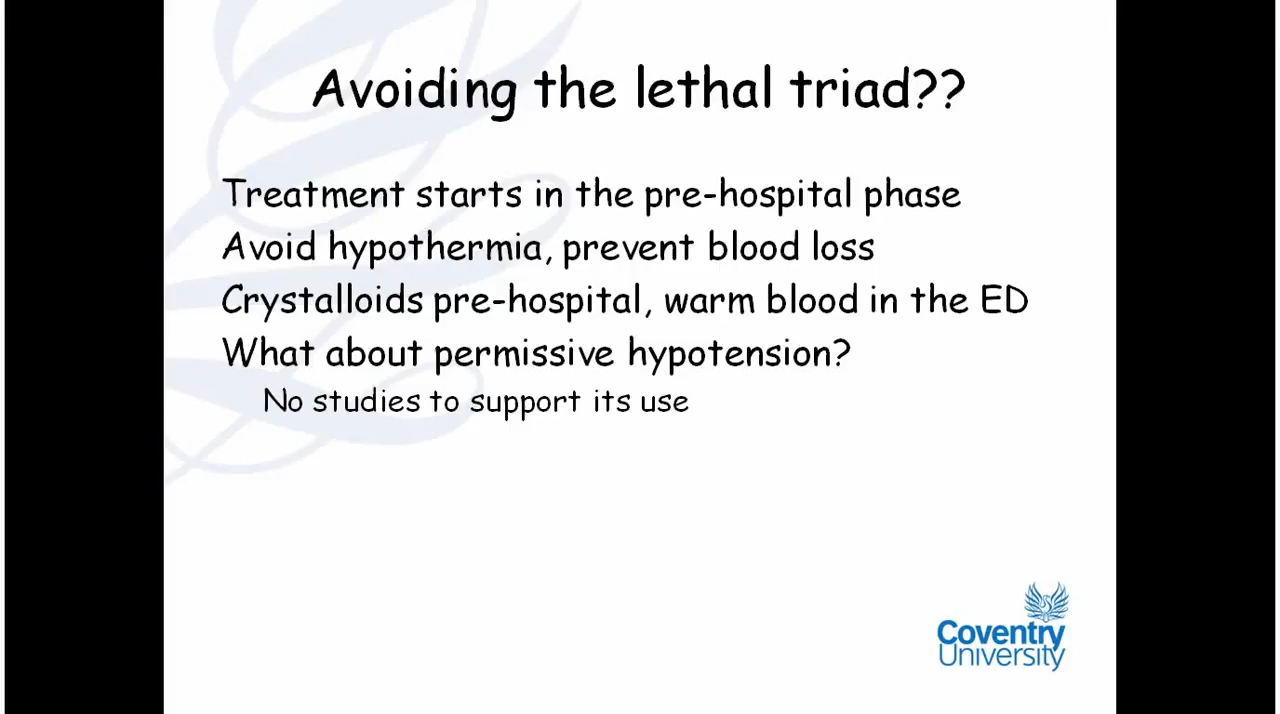 Avoiding the lethal triad??
Treatment starts in the pre-hospital phase
Avoid hypothermia, prevent blood loss
Crystalloids pre-hospital, warm blood in the ED
What about permissive hypotension?
No studies to support its use
Coventry
University